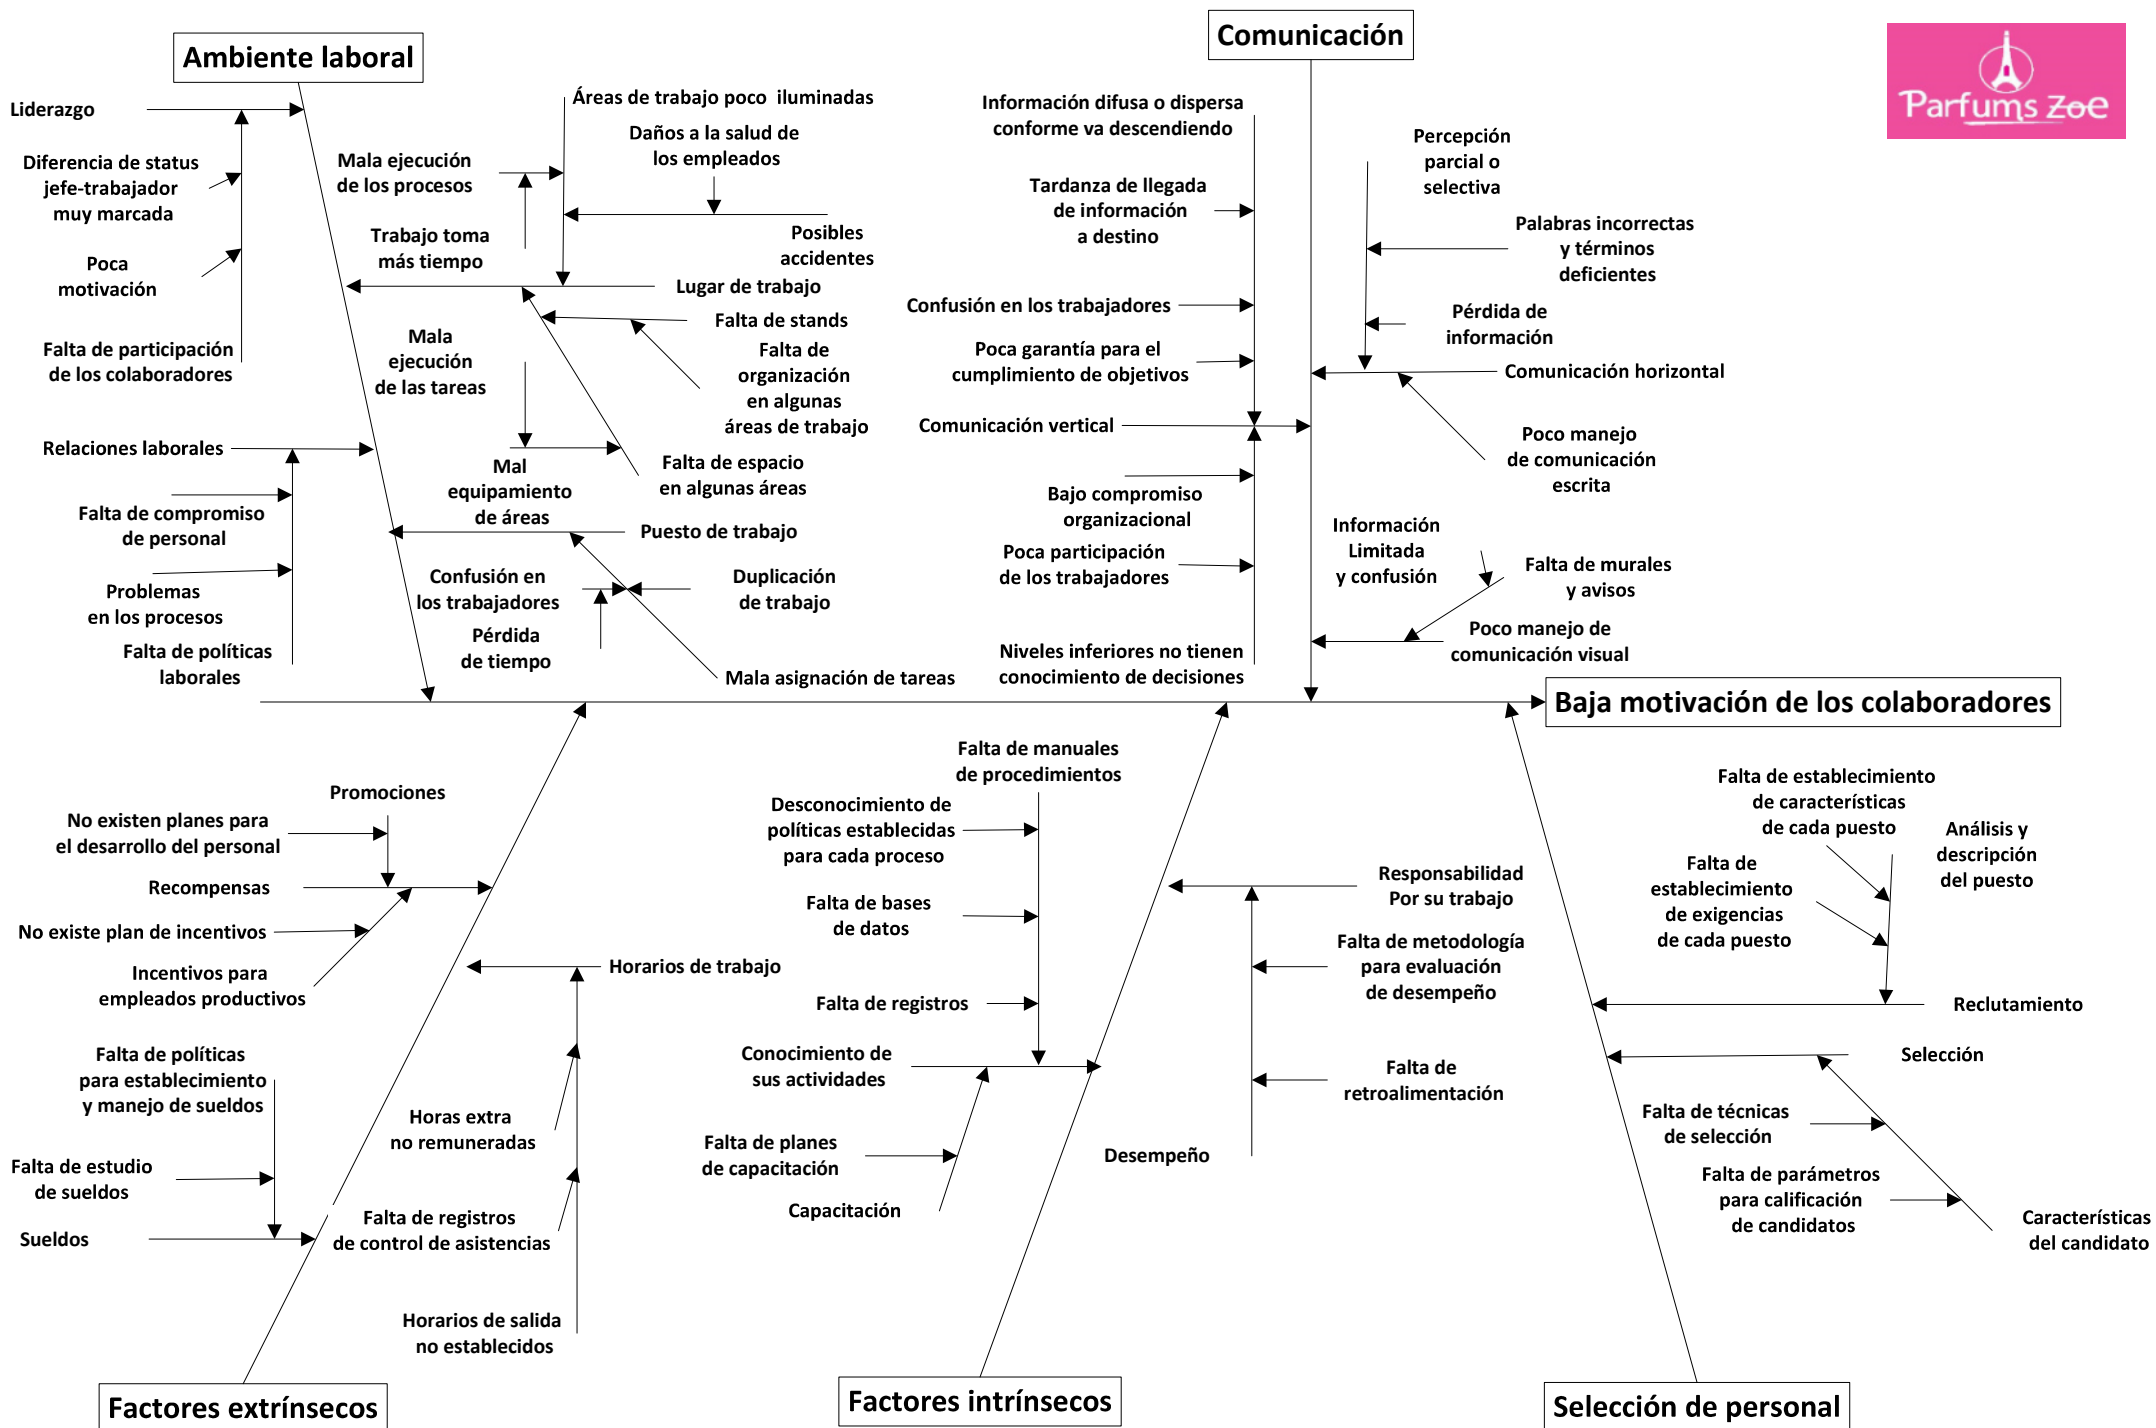 Ambiente laboral
Comunicación
Parfums Zoe
Liderazgo
Diferencia de status
jefe-trabajador
muy marcada
Poca
motivación
Falta de participación
de los colaboradores
Mala ejecución
de los procesos
Áreas de trabajo poco iluminadas
Daños a la salud de
los empleados
Trabajo toma
más tiempo
Posibles
accidentes
Lugar de trabajo
Falta de stands
Falta de
organización
en algunas
áreas de trabajo
Mala
ejecución
de las tareas
Mal
equipamiento
de áreas
Falta de espacio
en algunas áreas
Relaciones laborales
Falta de compromiso
de personal
Problemas
en los procesos
Falta de políticas
laborales
Puesto de trabajo
Confusión en
los trabajadores
Duplicación
de trabajo
Pérdida
de tiempo
Mala asignación de tareas
Información difusa o dispersa
conforme va descendiendo
Tardanza de llegada
de información
a destino
Confusión en los trabajadores
Poca garantía para el
cumplimiento de objetivos
Comunicación vertical
Bajo compromiso
organizacional
Poca participación
de los trabajadores
Niveles inferiores no tienen
conocimiento de decisiones
Percepción
parcial o
selectiva
Palabras incorrectas
y términos
deficientes
Pérdida de
información
Comunicación horizontal
Poco manejo
de comunicación
escrita
Información
Limitada
y confusión
Falta de murales
y avisos
Poco manejo de
comunicación visual
Baja motivación de los colaboradores
Promociones
No existen planes para
el desarrollo del personal
Recompensas
No existe plan de incentivos
Incentivos para
empleados productivos
Horarios de trabajo
Falta de políticas
para establecimiento
y manejo de sueldos
Falta de estudio
de sueldos
Sueldos
Horas extra
no remuneradas
Falta de registros
de control de asistencias
Horarios de salida
no establecidos
Falta de manuales
de procedimientos
Desconocimiento de
políticas establecidas
para cada proceso
Falta de bases
de datos
Falta de registros
Conocimiento de
sus actividades
Falta de planes
de capacitación
Capacitación
Responsabilidad
Por su trabajo
Falta de metodología
para evaluación
de desempeño
Falta de
retroalimentación
Desempeño
Falta de establecimiento
de características
de cada puesto
Análisis y
descripción
del puesto
Falta de
establecimiento
de exigencias
de cada puesto
Reclutamiento
Selección
Falta de técnicas
de selección
Falta de parámetros
para calificación
de candidatos
Características
del candidato
Factores extrínsecos
Factores intrínsecos
Selección de personal